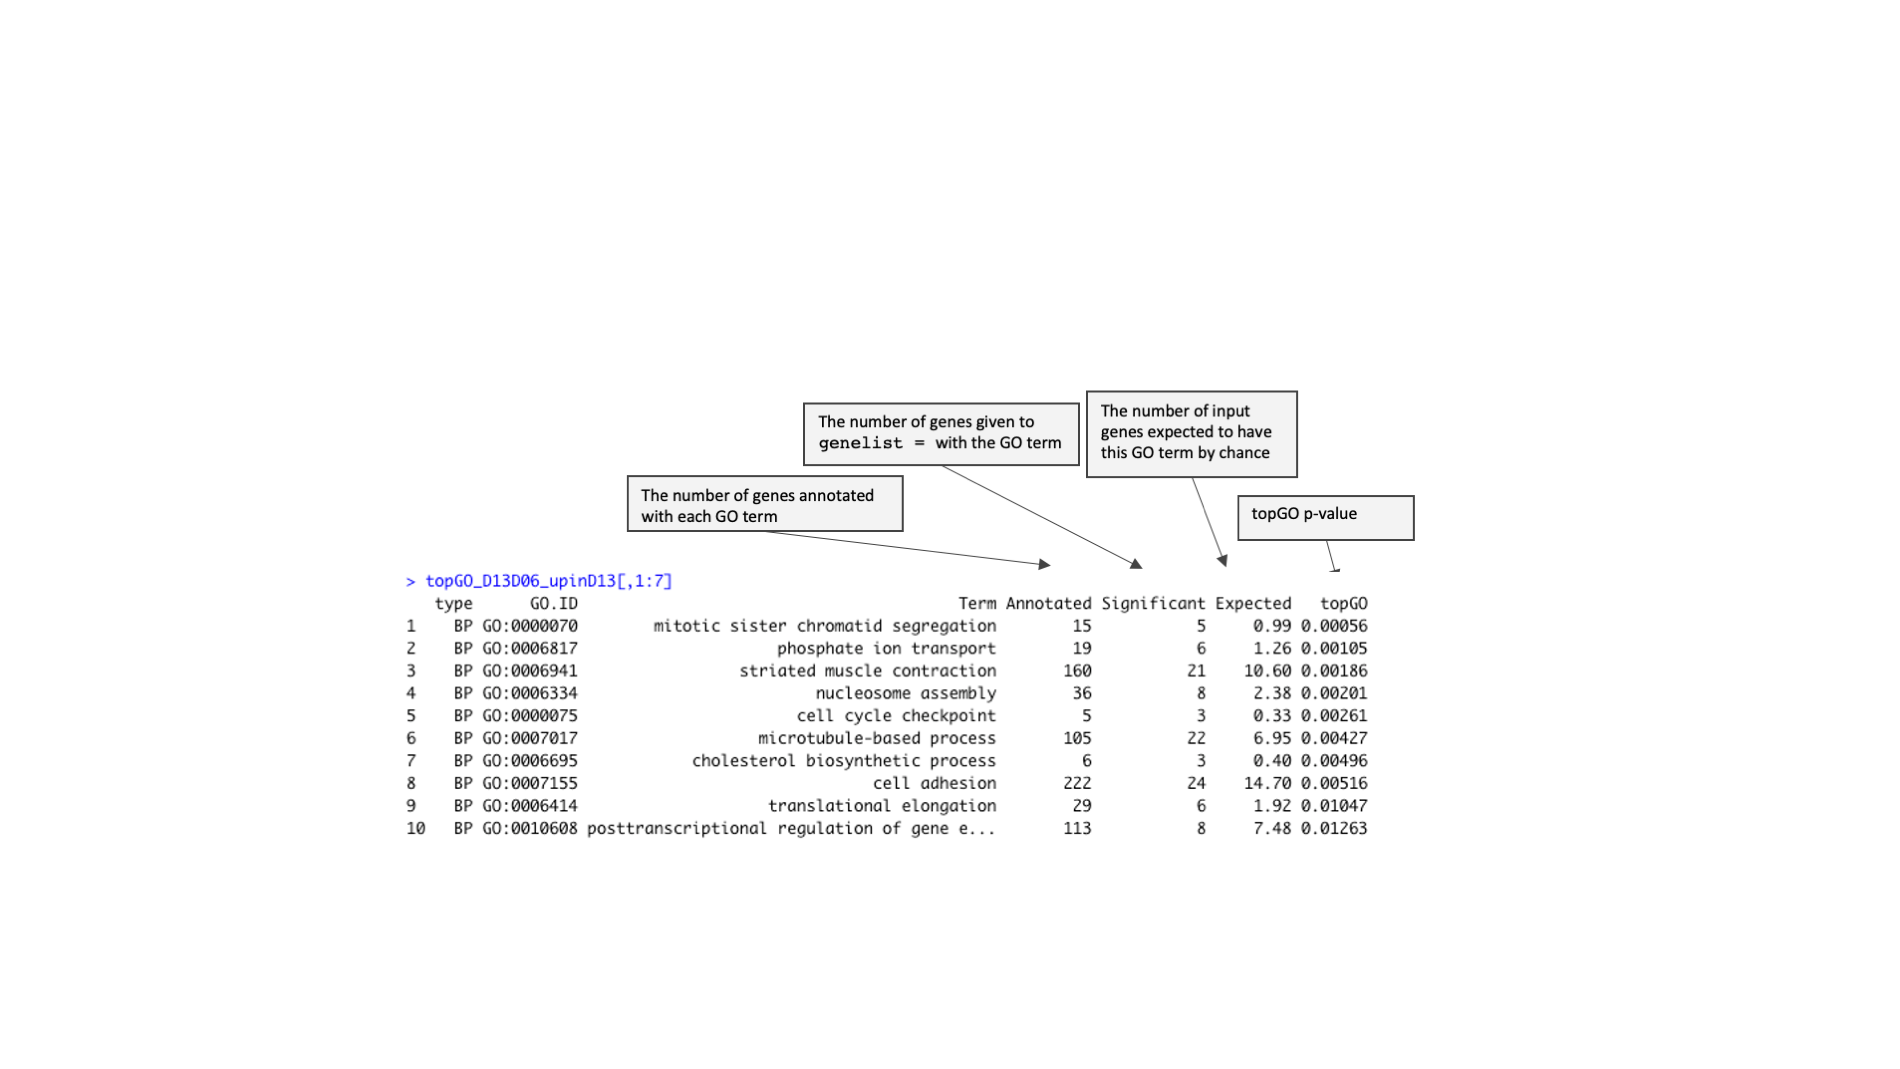 The number of input
genes expected to have
this GO term by chance
The number of genes given to
genelist = with the GO term
The number of genes annotated
with each GO term
topGO p-value
> topGO_D13D06_upinD13[,1:7]
type GO.ID Term Annotated Significant Expected topGO
1 BP GO:0000070 mitotic sister chromatid segregation 15 5 0.99 0.00056
2 BP GO:0006817 phosphate ion transport 19 6 1.26 0.00105
3 BP GO:0006941 striated muscle contraction 160 21 10.60 0.00186
4 BP GO:0006334 nucleosome assembly 36 8 2.38 0.00201
5 BP GO:0000075 cell cycle checkpoint 5 3 0.33 0.00261
6 BP GO:0007017 microtubule-based process 105 22 6.95 0.00427
7 BP GO:0006695 cholesterol biosynthetic process 6 3 0.40 0.00496
8 BP GO:0007155 cell adhesion 222 24 14.70 0.00516
9 BP GO:0006414 translational elongation 29 6 1.92 0.01047
10 BP GO:0010608 posttranscriptional regulation of gene e... 113 8 7.48 0.01263